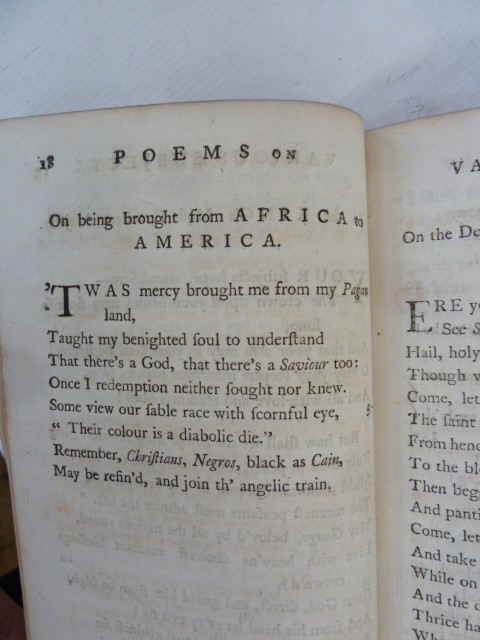 18 POEMS ON
On being brought from AFRICA to
AMERICA.
'TWAS mercy brought me from my Pagan
land,
Taught my benighted ſoul to underſtand
That there's a God, that there's a Saviour too:
Once I redemption neither ſought nor knew.
Some view our ſable race with ſcornful eye,
“ Their colour is a diabolic die.”
Remember, Chriſtians, Negros, black as Cain,
May be refin'd, and join th' angelic train.
VA
On the De
ERE
See
Hail, holy
Though
Come, let
The ſaint
From henc
To the bl
Then
And panti
Come, let
And take
While on
And the
Thrice ha